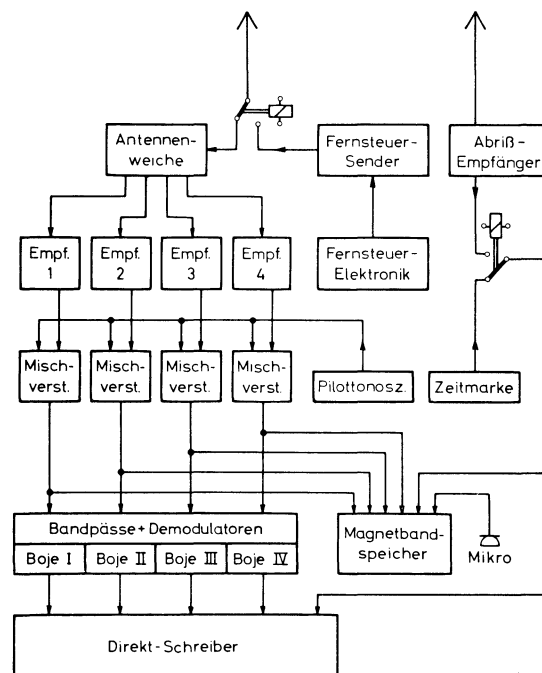 Antennen-
weiche
Fernsteuer-
Sender
Abriß-
Empfänger
Empf.
1
Empf.
2
Empf.
3
Empf.
4
Fernsteuer-
Elektronik
Misch-
verst.
Misch-
verst.
Misch-
verst.
Misch-
verst.
Pilottonosz.
Zeitmarke
Bandpässe+Demodulatoren
Boje I
Boje II
Boje III
Boje IV
Magnetband-
speicher
Mikro
Direkt-Schreiber